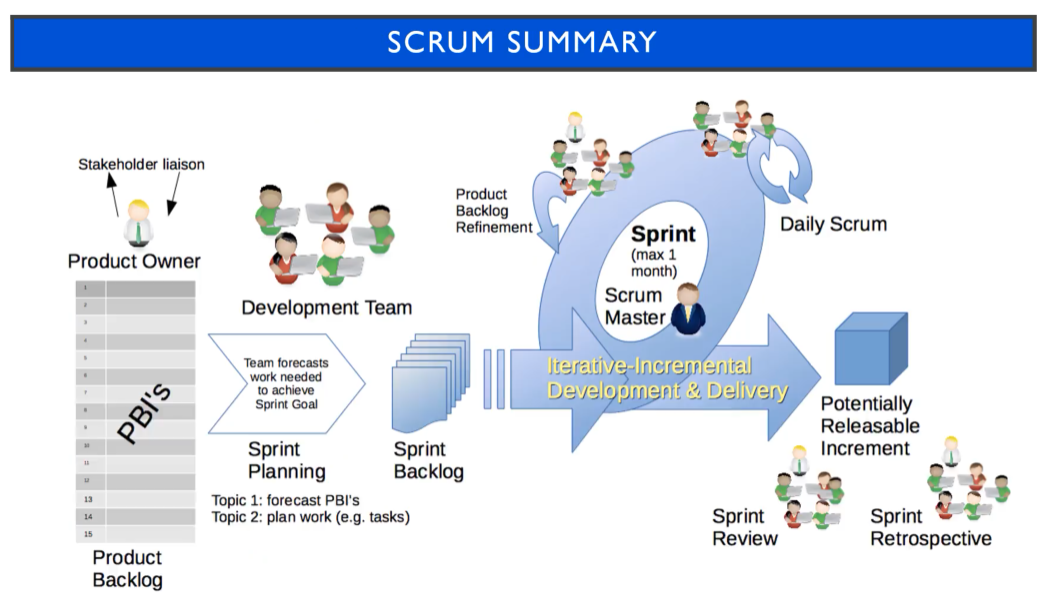 SCRUM SUMMARY
Stakeholder liaison
Product Owner
1
2
3
4
5
6
7
8
9
10
11
12
13
14
15
PBI's
Product
Backlog
Development Team
Team forecasts
work needed
to achieve
Sprint Goal
Sprint
Planning
Topic 1: forecast PBI's
Topic 2: plan work (e.g. tasks)
Sprint
Backlog
Product
Backlog
Refinement
Sprint
(max 1
month)
Scrum
Master
Daily Scrum
Iterative-Incremental
Development & Delivery
Potentially
Releasable
Increment
Sprint
Review
Sprint
Retrospective